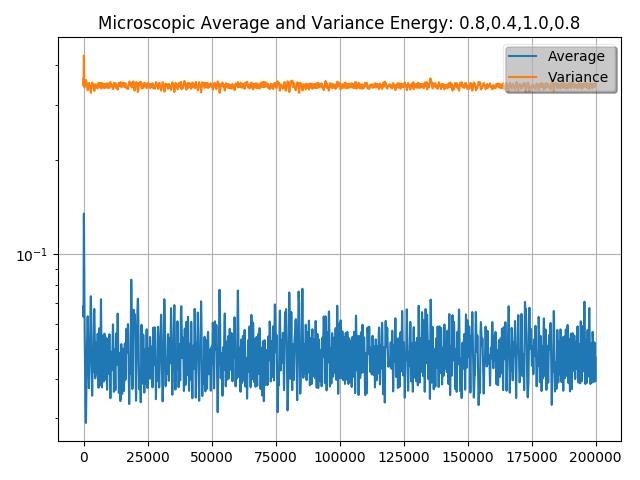 Microscopic Average and Variance Energy: 0.8,0.4,1.0,0.8
Average
Variance
10⁻¹
0 25000 50000 75000 100000 125000 150000 175000 200000